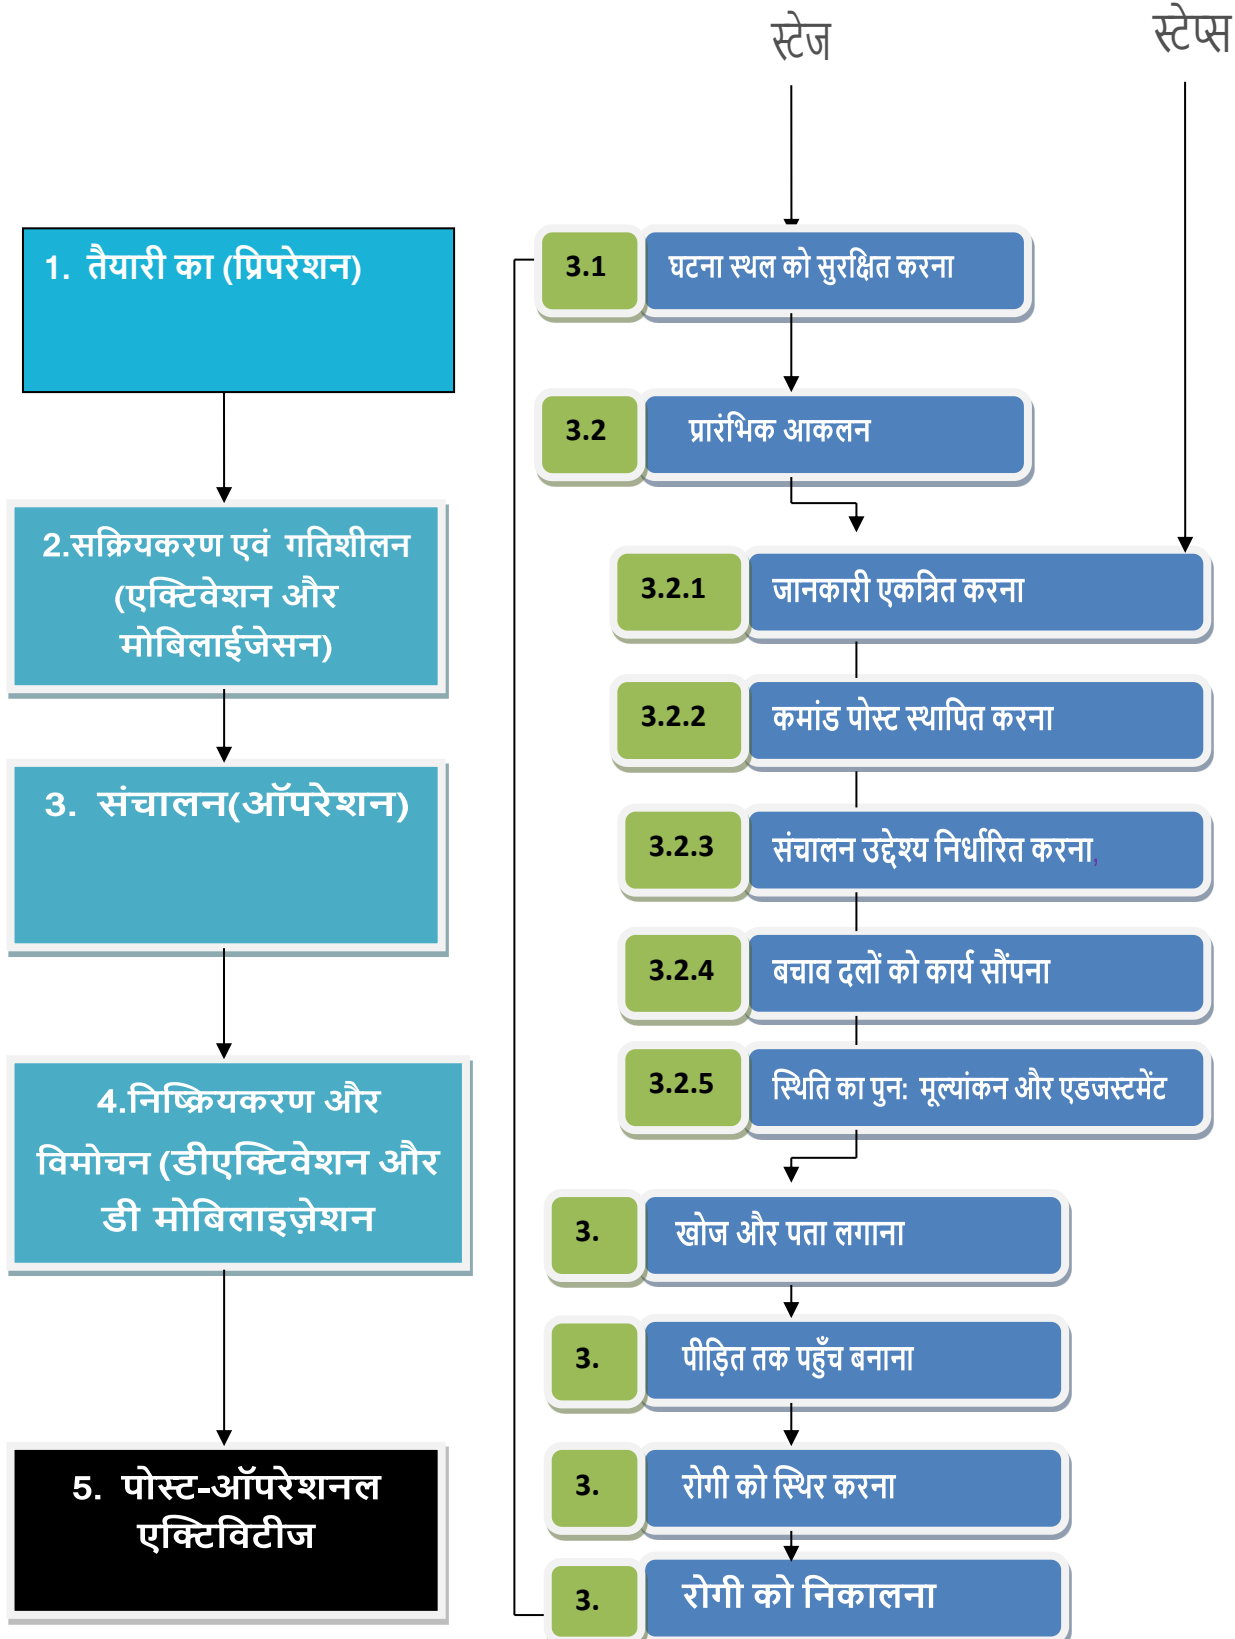 स्टेज
स्टेप्स
1. तैयारी का (प्रिपरेशन)
2.सक्रियकरण एवं गतिशीलन
(एक्टिवेशन और
मोबिलाईजेसन)
3. संचालन(ऑपरेशन)
4.निष्क्रियकरण और
विमोचन (डीएक्टिवेशन और
डी मोबिलाइज़ेशन
5. पोस्ट-ऑपरेशनल
एक्टिविटीज
3.1 घटना स्थल को सुरक्षित करना
3.2 प्रारंभिक आकलन
3.2.1 जानकारी एकत्रित करना
3.2.2 कमांड पोस्ट स्थापित करना
3.2.3 संचालन उद्देश्य निर्धारित करना,
3.2.4 बचाव दलों को कार्य सौंपना
3.2.5 स्थिति का पुन: मूल्यांकन और एडजस्टमेंट
3. खोज और पता लगाना
3. पीड़ित तक पहुँच बनाना
3. रोगी को स्थिर करना
3. रोगी को निकालना